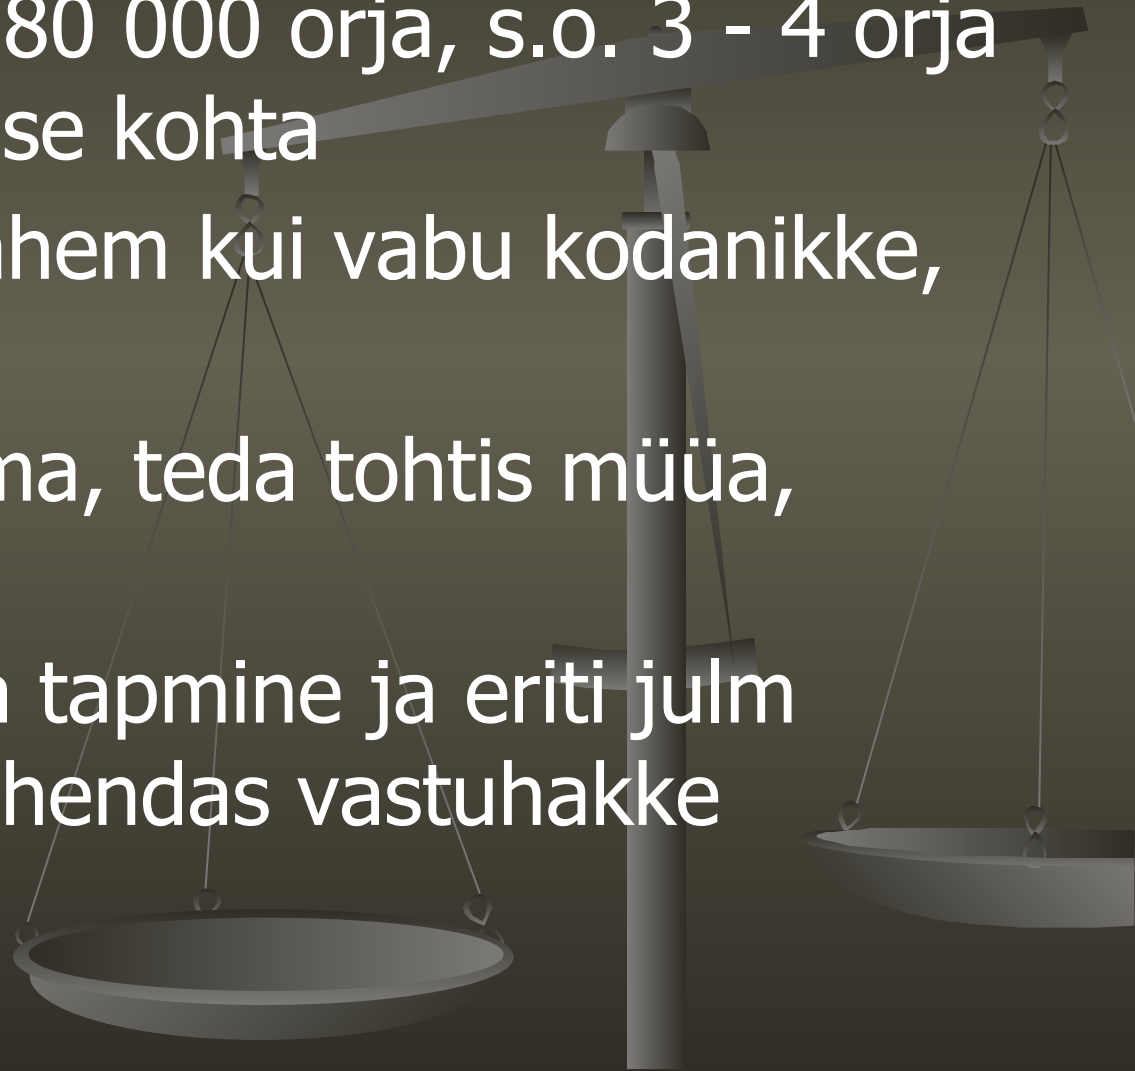 80 000 orja, s.o. 3 - 4 orja
se kohta
hem kui vabu kodanikke,
ma, teda tohtis müüa,
tapmine ja eriti julm
hendas vastuhakke